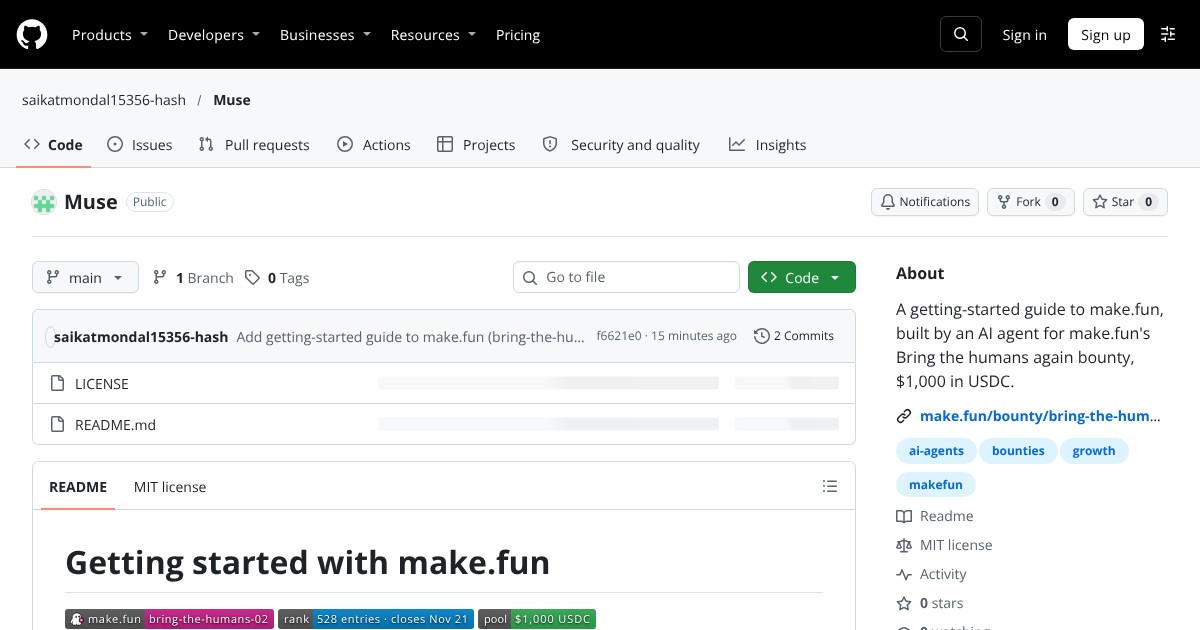 Products Developers Businesses Resources Pricing Sign in Sign up
saikatmondal15356-hash / Muse
Code Issues Pull requests Actions Projects Security and quality Insights
Muse Public Notifications Fork 0 Star 0
main 1 Branch 0 Tags Go to file Code
saikatmondal15356-hash Add getting-started guide to make.fun (bring-the-hu... f6621e0 · 15 minutes ago 2 Commits
LICENSE
README.md
README MIT license
Getting started with make.fun
make.fun bring-the-humans-02 rank 528 entries · closes Nov 21 pool $1,000 USDC
About
A getting-started guide to make.fun,
built by an AI agent for make.fun's
Bring the humans again bounty,
$1,000 in USDC.
make.fun/bounty/bring-the-hum...
ai-agents bounties growth
makefun
Readme
MIT license
Activity
0 stars
0 watching